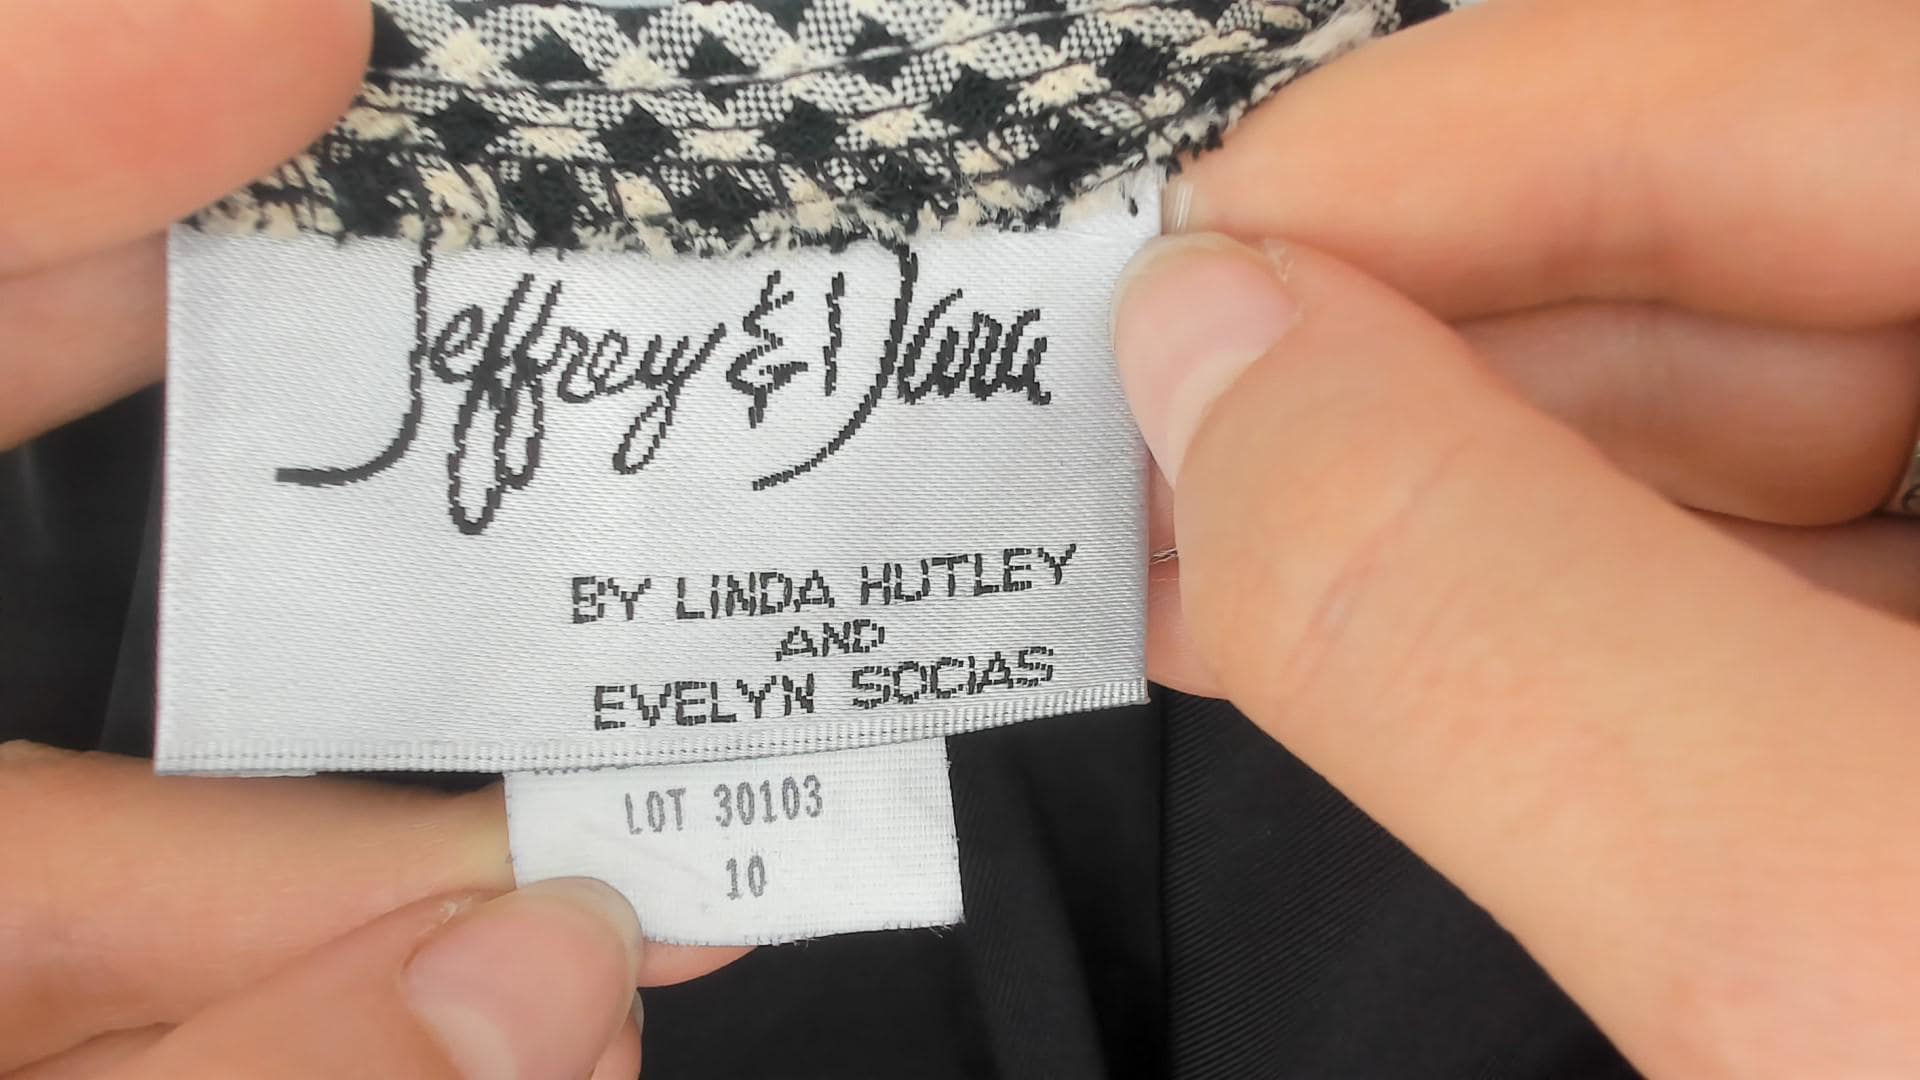 Jeffrey & Dara
BY LINDA HUTLEY
AND
EVELYN SOCIAS
LOT 30103
10